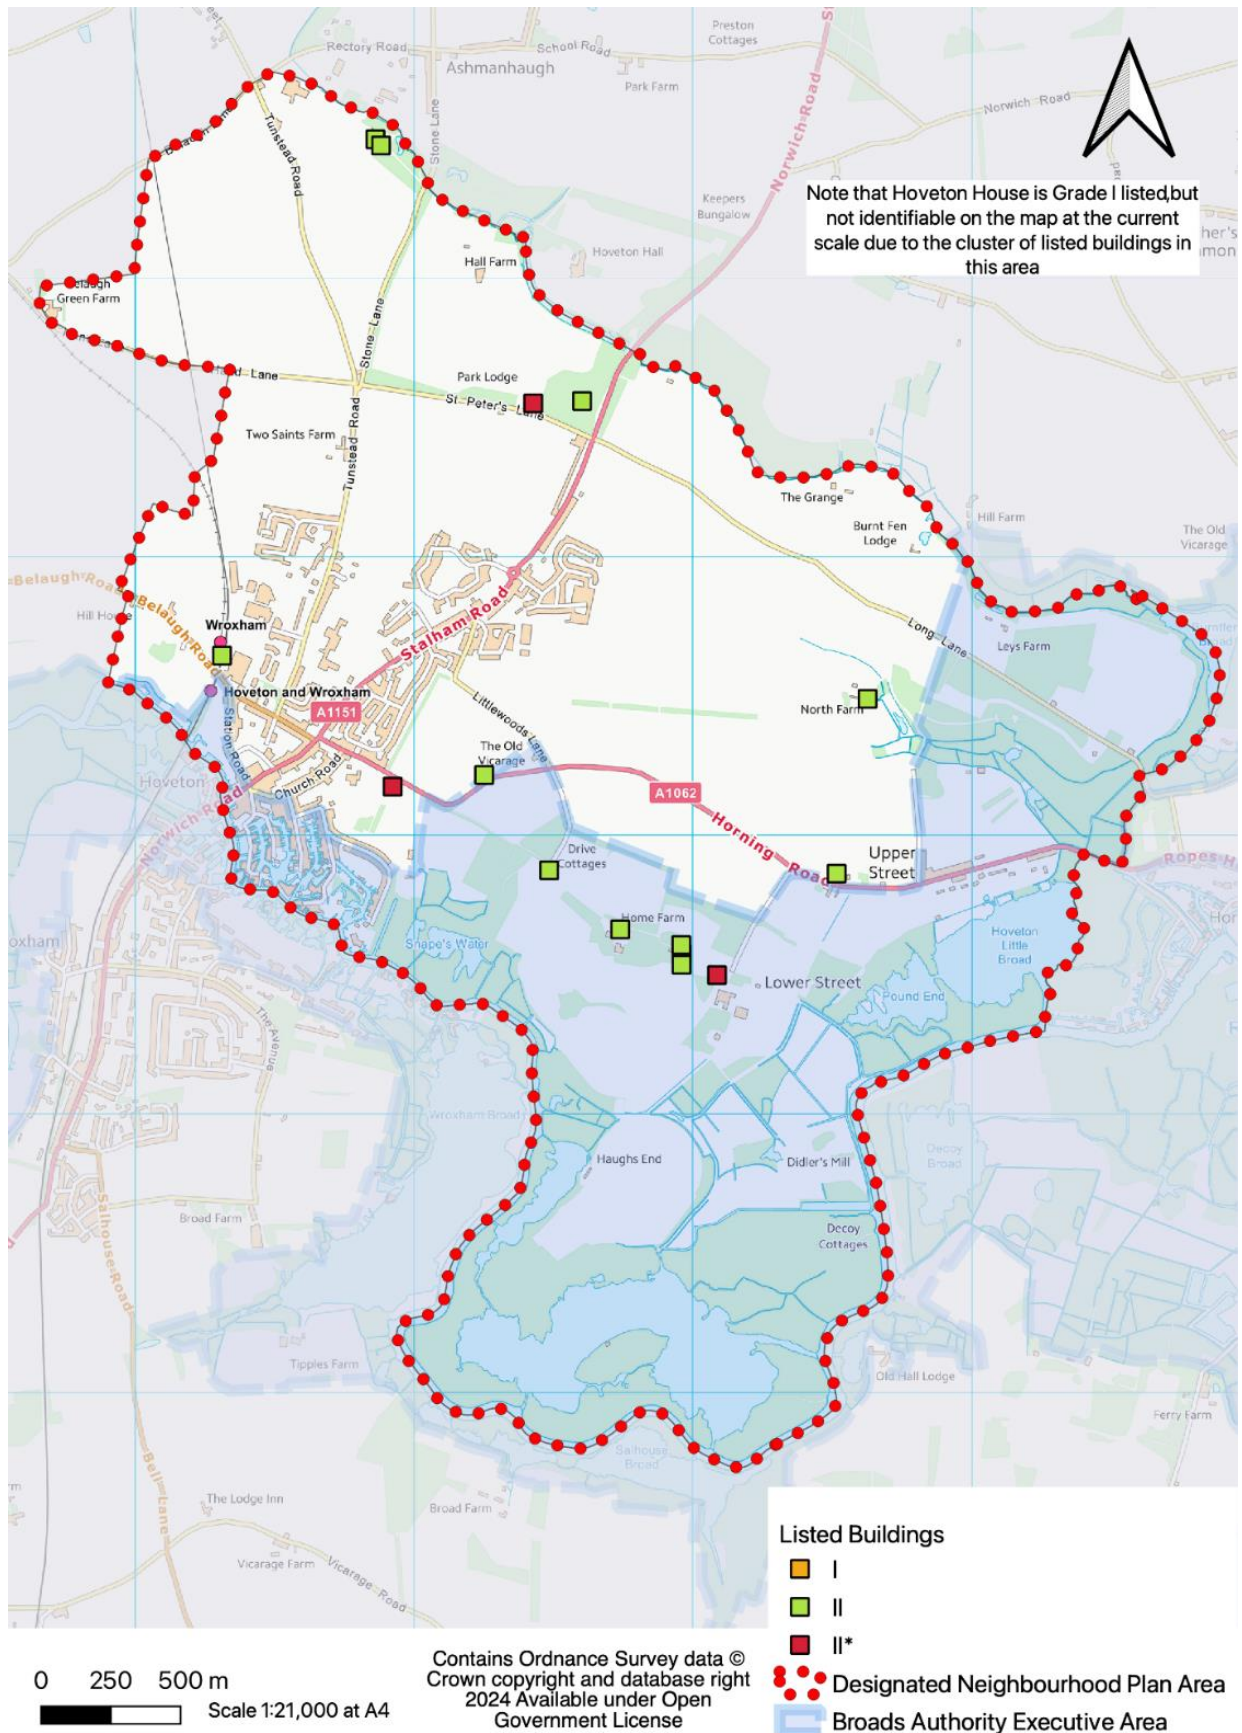 Preston
Cottages
Rectory Road
School Road
Ashmanhaugh
Park Farm
Norwich Road
Tunstead Road
Stone Lane
Norwich Road
Keepers
Bungalow
Note that Hoveton House is Grade I listed,but
not identifiable on the map at the current
scale due to the cluster of listed buildings in
this area
Hall Farm
Hoveton Hall
Green Farm
Stone Lane
Park Lodge
St Peter's Lane
Two Saints Farm
Tunstead Road
The Grange
Hill Farm
Burnt Fen
Lodge
The Old
Vicarage
Belaugh Road
Belaugh Road
Wroxham
Stalham Road
Long Lane
Leys Farm
Hoveton and Wroxham
A1151
Littlewoods Lane
North Farm
Station Road
The Old
Vicarage
Hoveton
Church Road
Norwich Road
A1062
Horning Road
Drive
Cottages
Upper
Street
Home Farm
Snape's Water
Hoveton
Little
Broad
Lower Street
Pound End
The Avenue
Wroxham Broad
Decoy
Broad
Haughs End
Didler's Mill
Salhouse Road
Broad Farm
Decoy
Cottages
Tipples Farm
Old Hall Lodge
Ferry Farm
Salhouse
Broad
Bell Lane
The Lodge Inn
Broad Farm
Vicarage Farm
Vicarage Road
Listed Buildings
I
II
II*
Designated Neighbourhood Plan Area
Broads Authority Executive Area
0 250 500 m
Scale 1:21,000 at A4
Contains Ordnance Survey data ©
Crown copyright and database right
2024 Available under Open
Government License